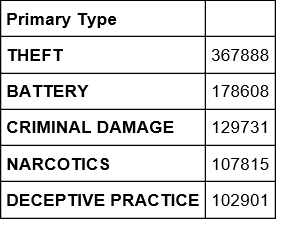 Primary Type
THEFT 367888
BATTERY 178608
CRIMINAL DAMAGE 129731
NARCOTICS 107815
DECEPTIVE PRACTICE 102901